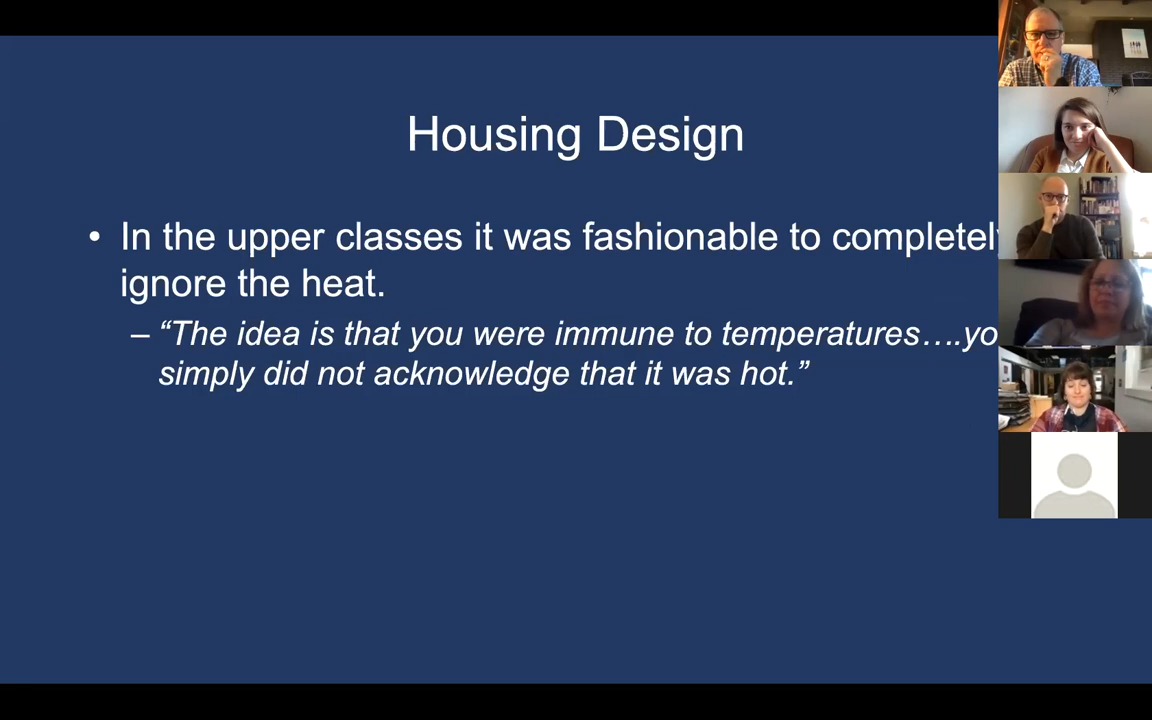 Housing Design
• In the upper classes it was fashionable to completely
ignore the heat.
– “The idea is that you were immune to temperatures….yo
simply did not acknowledge that it was hot.”